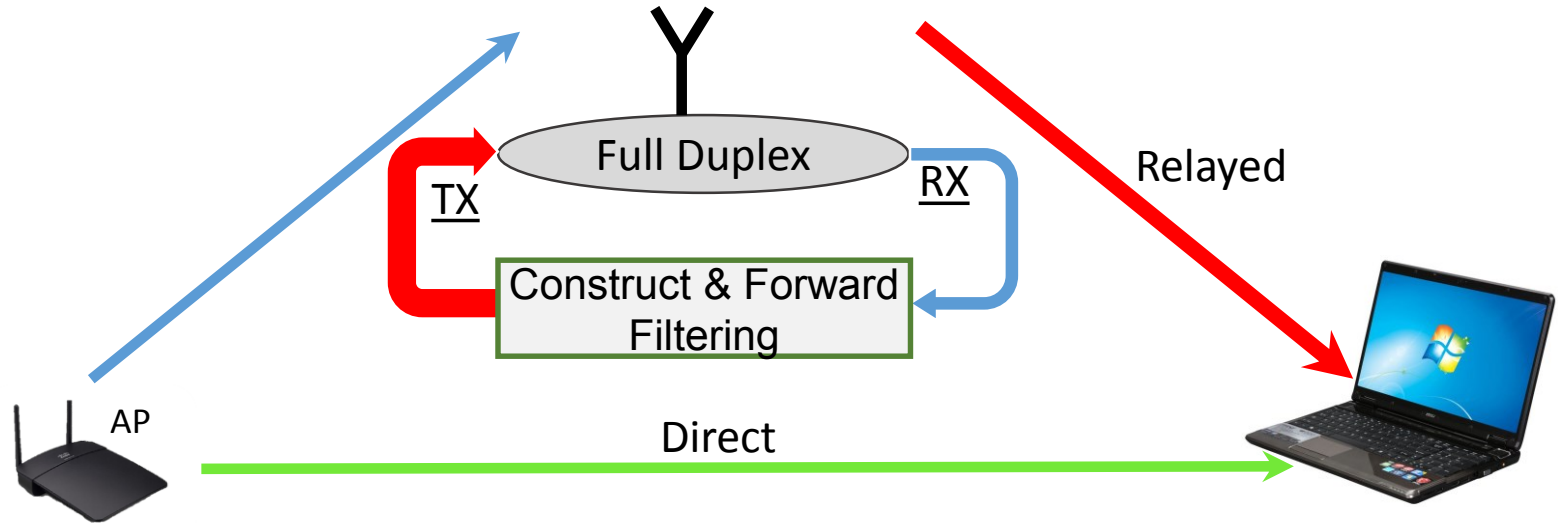 Full Duplex
TX
RX
Relayed
Construct & Forward
Filtering
AP
Direct